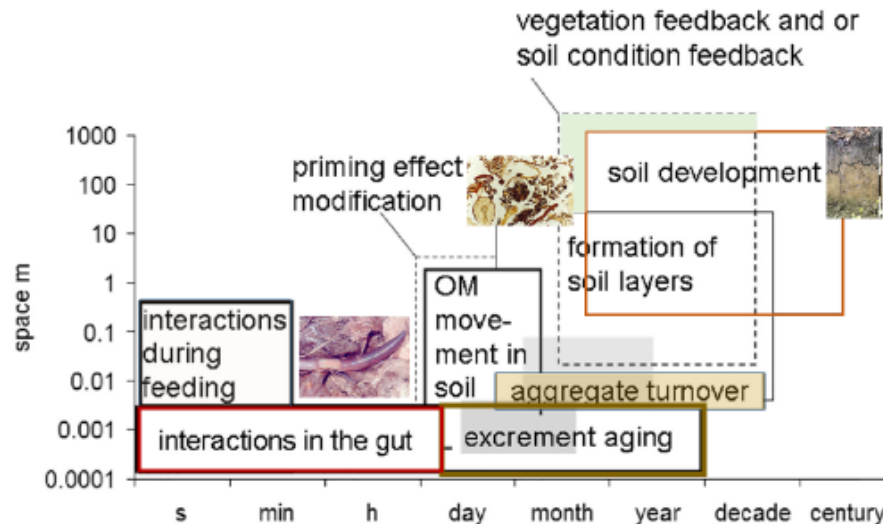 vegetation feedback and or
soil condition feedback
1000
100
10
1
0.1
0.01
0.001
0.0001
space m
priming effect
modification
soil development
formation of
soil layers
OM
move-
ment in
soil
interactions
during
feeding
aggregate turnover
interactions in the gut
excrement aging
s
min
h
day
month
year
decade
century